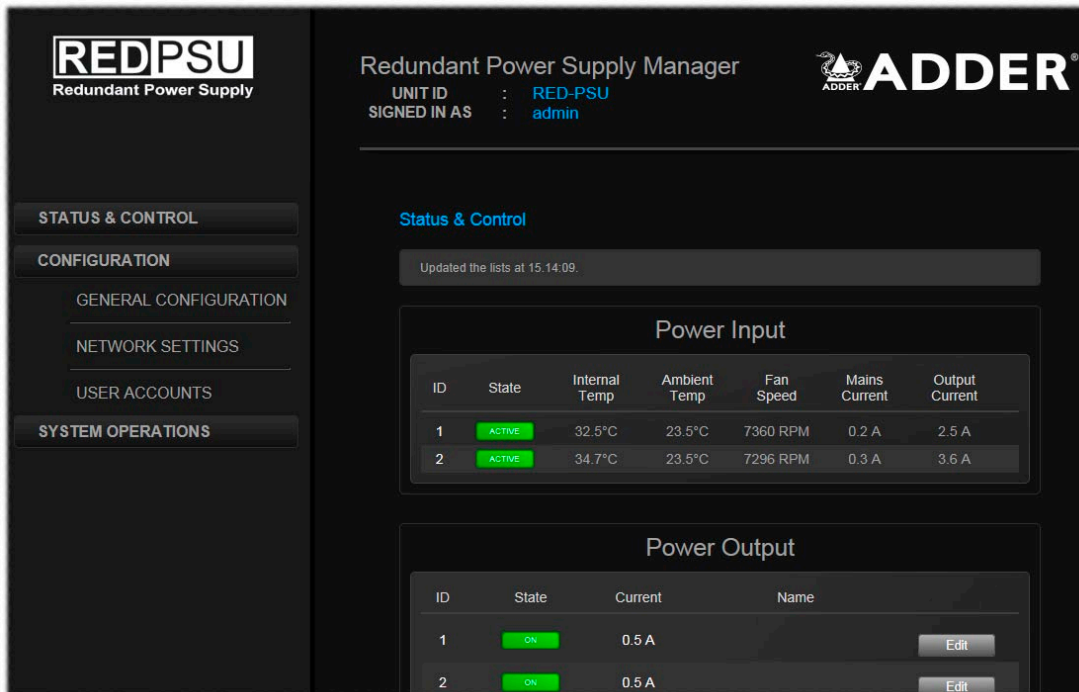 REDPSU
Redundant Power Supply
Redundant Power Supply Manager
UNIT ID : RED-PSU
SIGNED IN AS : admin
ADDER ADDER®
STATUS & CONTROL
CONFIGURATION
GENERAL CONFIGURATION
NETWORK SETTINGS
USER ACCOUNTS
SYSTEM OPERATIONS
Status & Control
Updated the lists at 15.14:09.
Power Input
ID State Internal Temp Ambient Temp Fan Speed Mains Current Output Current
1 ACTIVE 32.5°C 23.5°C 7360 RPM 0.2 A 2.5 A
2 ACTIVE 34.7°C 23.5°C 7296 RPM 0.3 A 3.6 A
Power Output
ID State Current Name
1 ON 0.5 A Edit
2 ON 0.5 A Edit